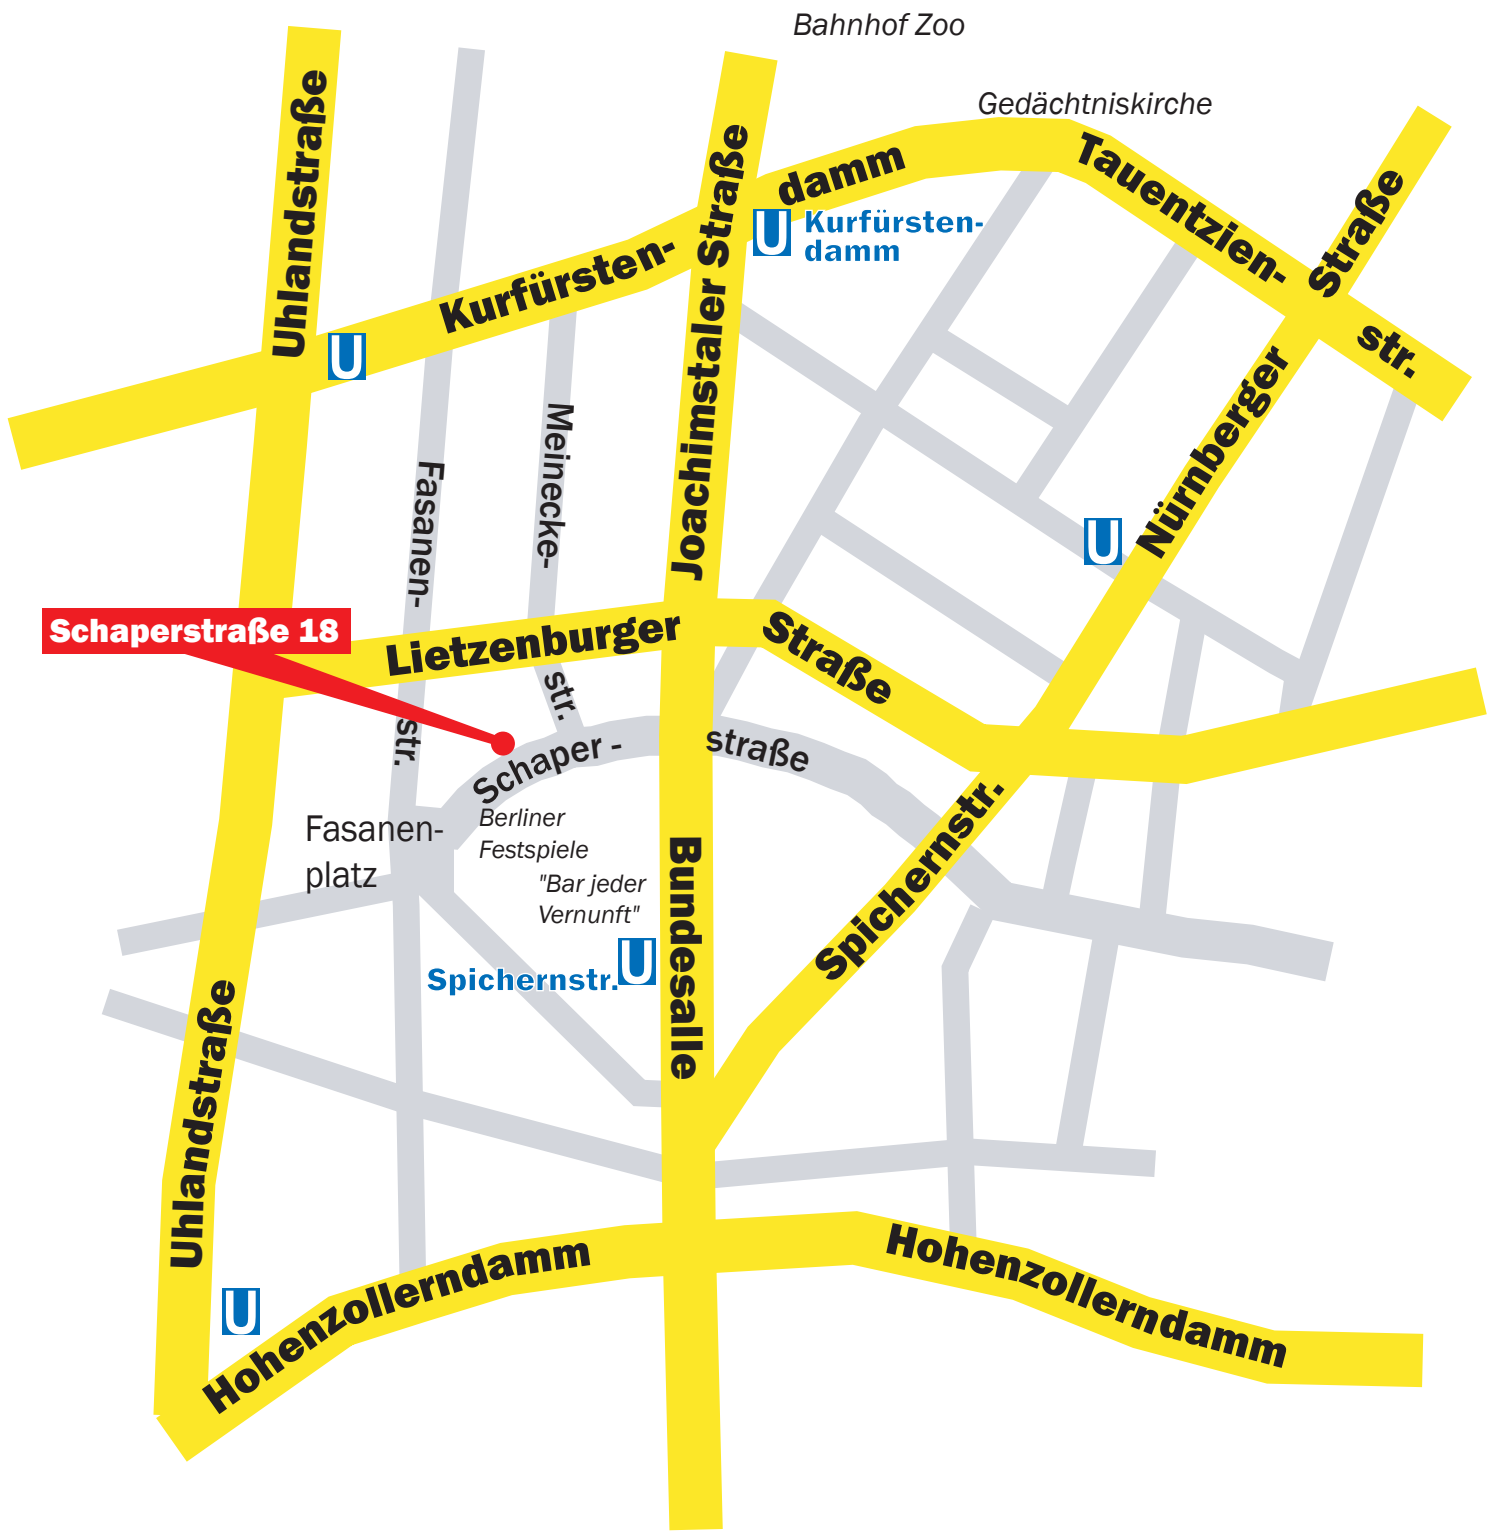 Bahnhof Zoo
Gedächtniskirche
Uhlandstraße
Joachimstaler Straße
Kurfürsten-
damm
Tauentzien-
str.
Nürnberger
Straße
U
Kurfürsten-
damm
U
Fasanen-
str.
Meinecke-
str.
U
Schaperstraße 18
Lietzenburger
Straße
Schaper -
straße
Fasanen-
platz
Berliner
Festspiele
"Bar jeder
Vernunft"
Spichernstr.
U
Bundesalle
Spichernstr.
Uhlandstraße
U
Hohenzollerndamm
Hohenzollerndamm